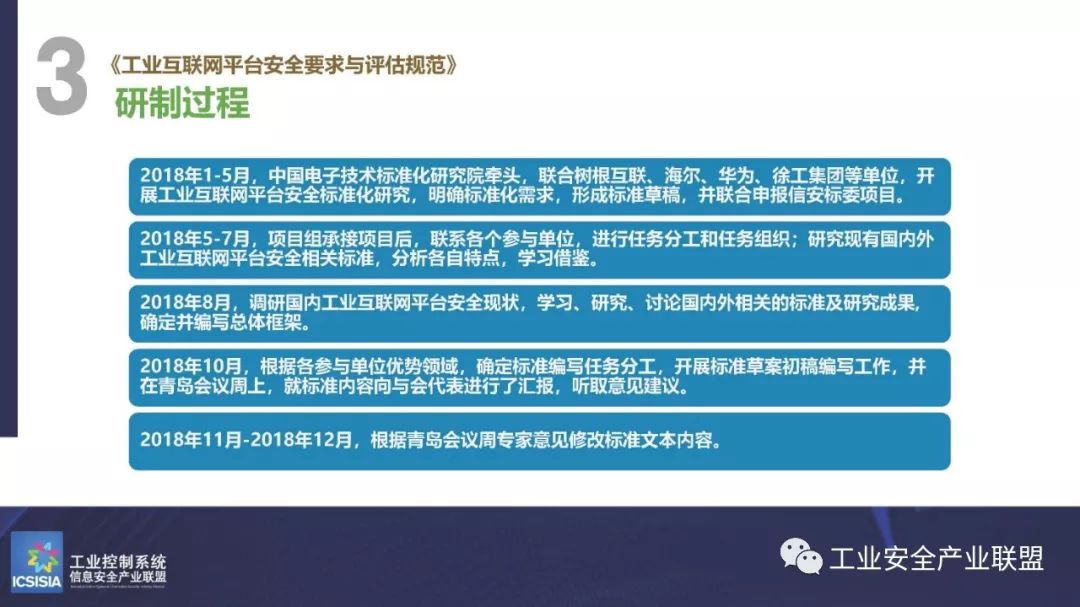 3
《工业互联网平台安全要求与评估规范》
研制过程
2018年1-5月，中国电子技术标准化研究院牵头，联合树根互联、海尔、华为、徐工集团等单位，开
展工业互联网平台安全标准化研究，明确标准化需求，形成标准草稿，并联合申报信安标委项目。
2018年5-7月，项目组承接项目后，联系各个参与单位，进行任务分工和任务组织；研究现有国内外
工业互联网平台安全相关标准，分析各自特点，学习借鉴。
2018年8月，调研国内工业互联网平台安全现状，学习、研究、讨论国内外相关的标准及研究成果,
确定并编写总体框架。
2018年10月，根据各参与单位优势领域，确定标准编写任务分工，开展标准草案初稿编写工作，并
在青岛会议周上，就标准内容向与会代表进行了汇报，听取意见建议。
2018年11月-2018年12月，根据青岛会议周专家意见修改标准文本内容。
ICSISIA
工业控制系统
信息安全产业联盟
工业安全产业联盟